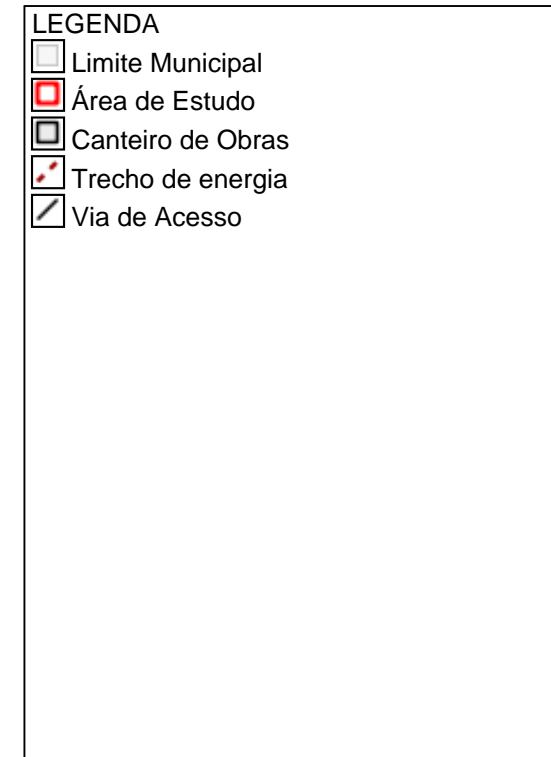 LEGENDA
Limite Municipal
Área de Estudo
Canteiro de Obras
Trecho de energia
Via de Acesso